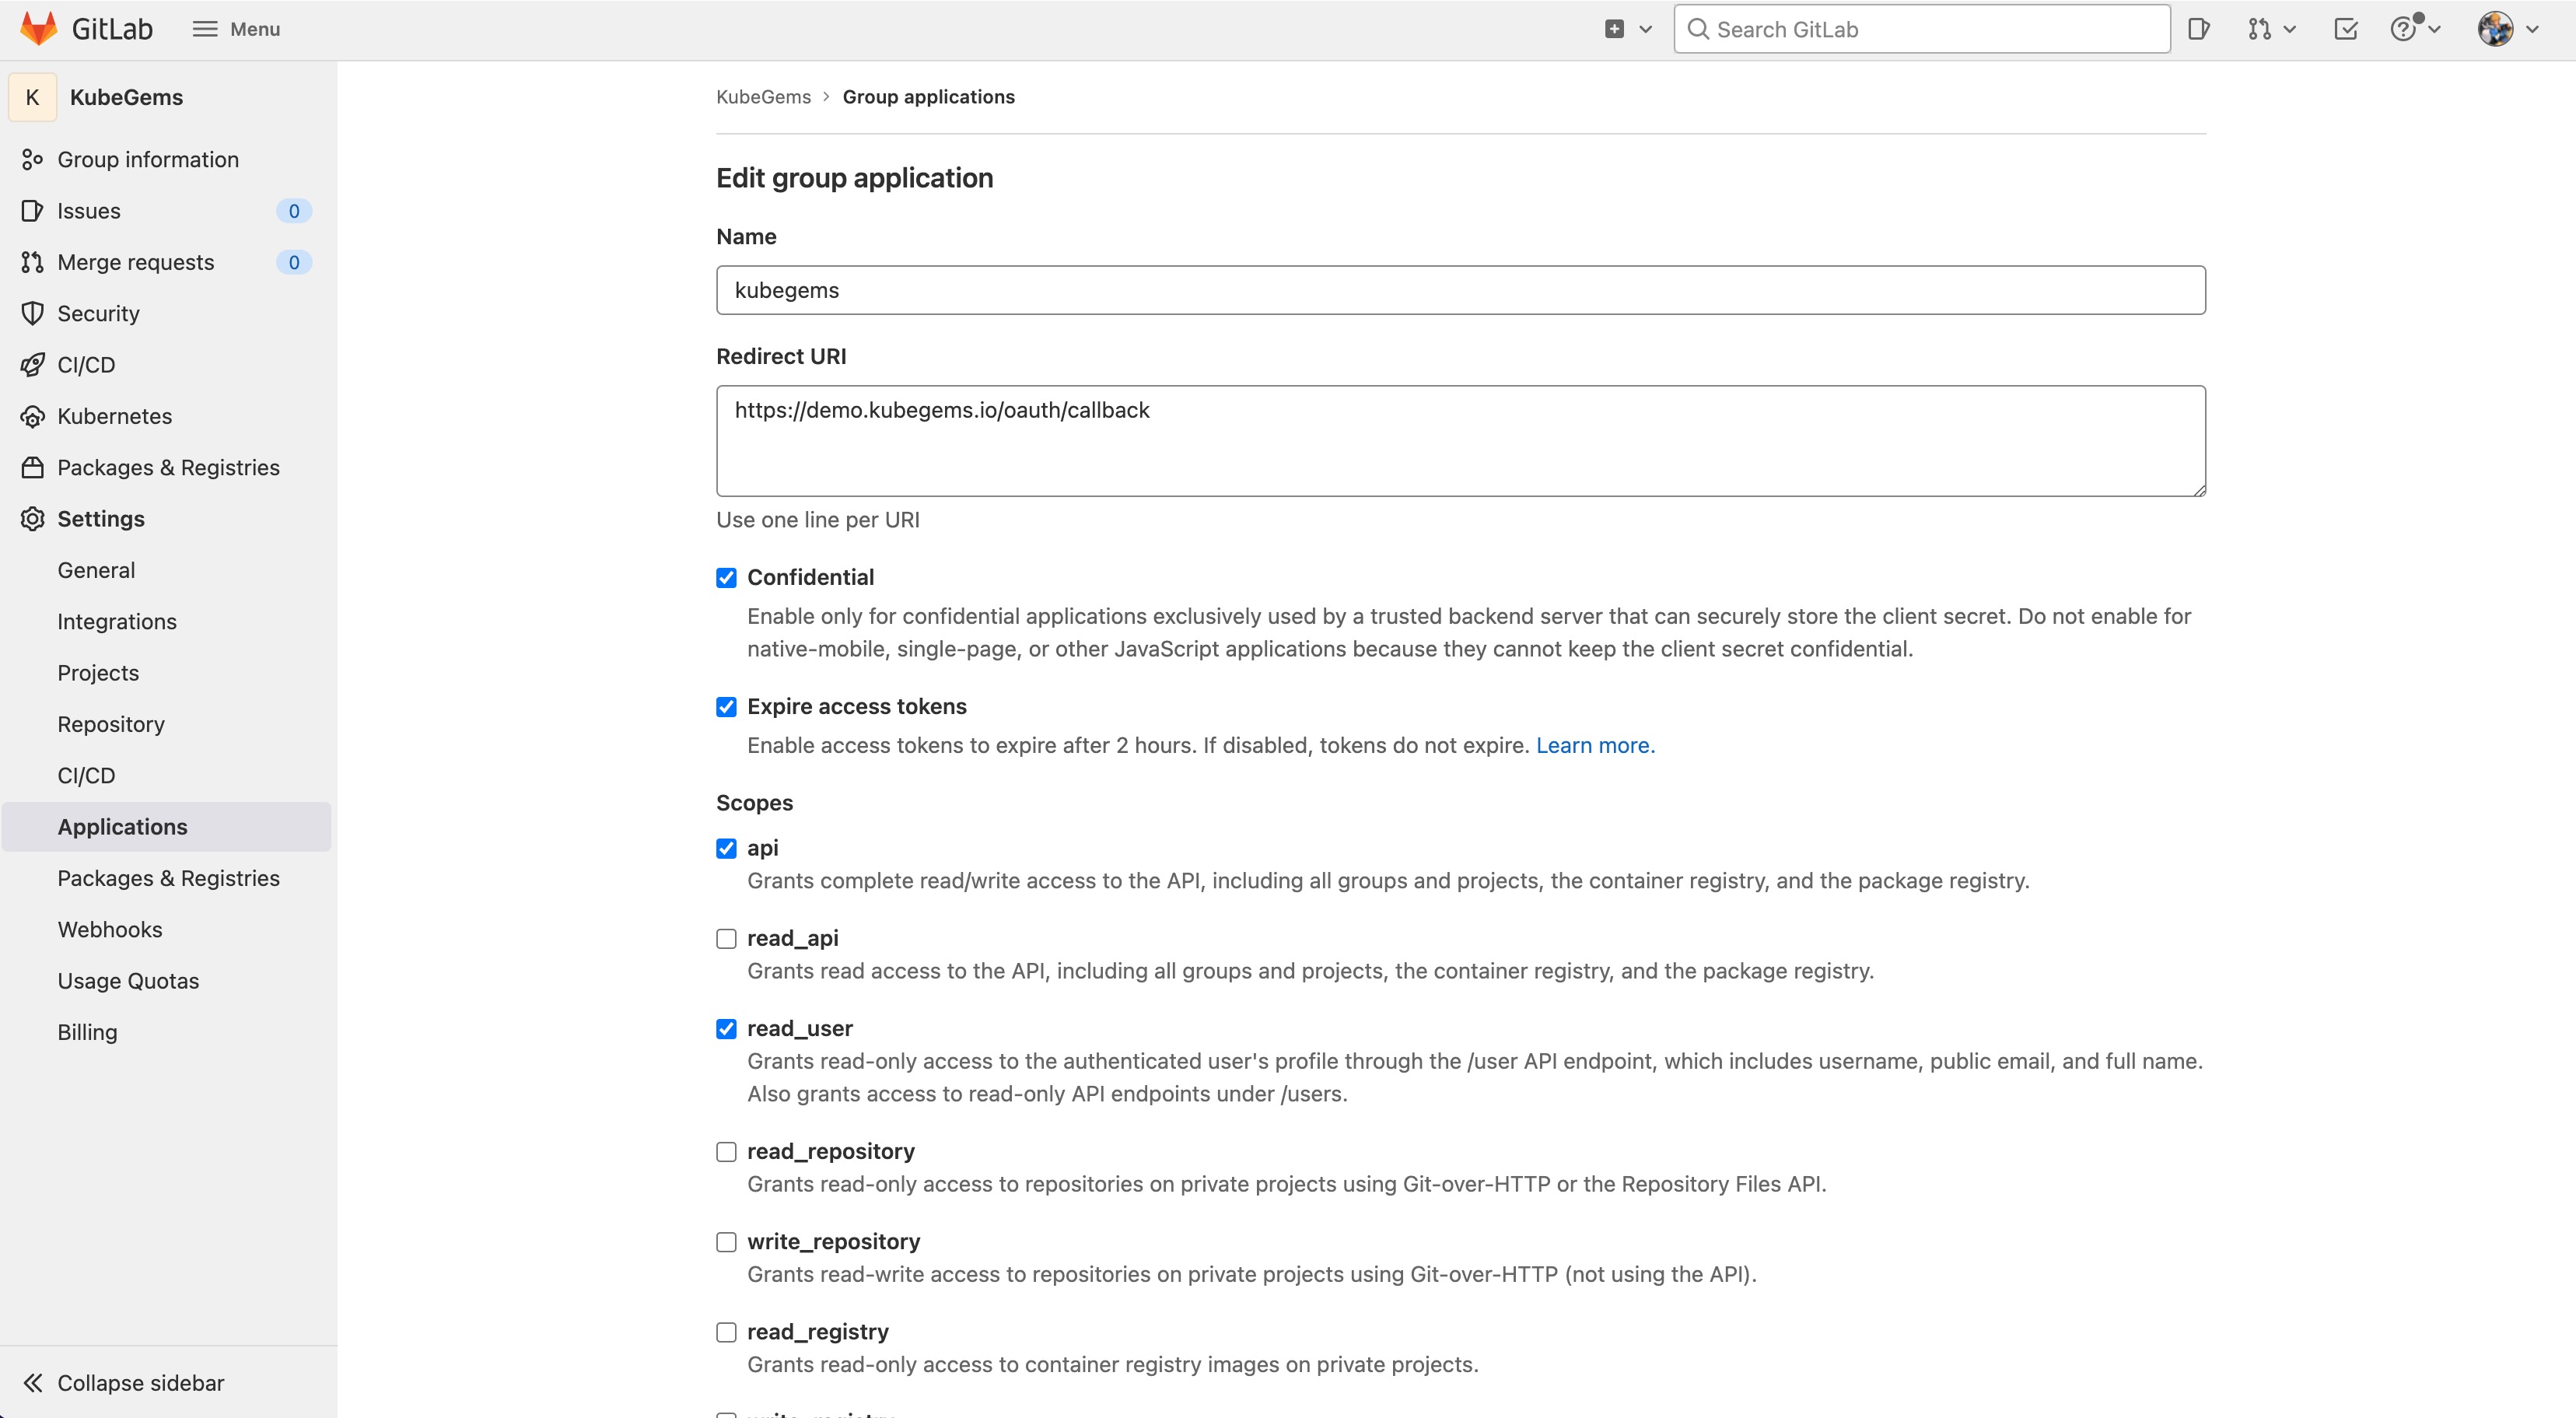 GitLab
Menu
Search GitLab
K
KubeGems
Group information
Issues
0
Merge requests
0
Security
CI/CD
Kubernetes
Packages & Registries
Settings
General
Integrations
Projects
Repository
CI/CD
Applications
Packages & Registries
Webhooks
Usage Quotas
Billing
Collapse sidebar
KubeGems
Group applications
Edit group application
Name
kubegems
Redirect URI
https://demo.kubegems.io/oauth/callback
Use one line per URI
Confidential
Enable only for confidential applications exclusively used by a trusted backend server that can securely store the client secret. Do not enable for
native-mobile, single-page, or other JavaScript applications because they cannot keep the client secret confidential.
Expire access tokens
Enable access tokens to expire after 2 hours. If disabled, tokens do not expire. Learn more.
Scopes
api
Grants complete read/write access to the API, including all groups and projects, the container registry, and the package registry.
read_api
Grants read access to the API, including all groups and projects, the container registry, and the package registry.
read_user
Grants read-only access to the authenticated user's profile through the /user API endpoint, which includes username, public email, and full name.
Also grants access to read-only API endpoints under /users.
read_repository
Grants read-only access to repositories on private projects using Git-over-HTTP or the Repository Files API.
write_repository
Grants read-write access to repositories on private projects using Git-over-HTTP (not using the API).
read_registry
Grants read-only access to container registry images on private projects.